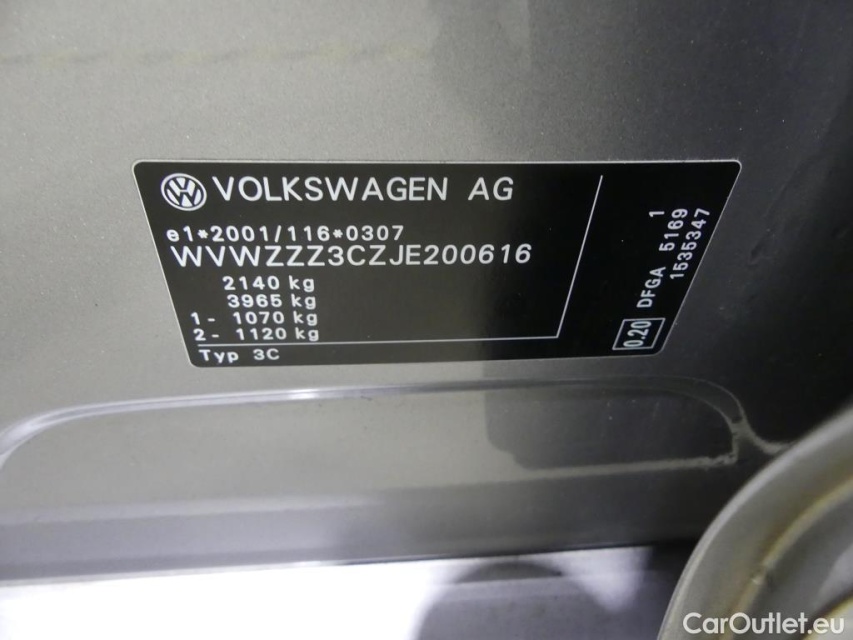 VOLKSWAGEN AG
e1*2001/116*0307
WVWZZZ3CZJE200616
2140 kg
3965 kg
1- 1070 kg
2- 1120 kg
Typ 3C
1
DFGA 5169
1535347
0.20
CarOutlet.eu